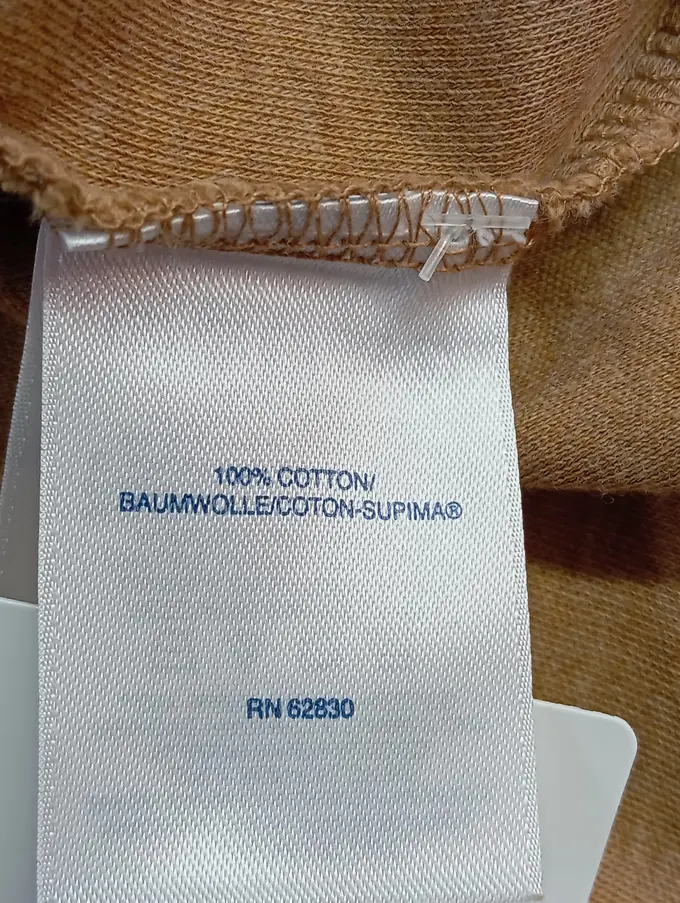 100% COTTON/
BAUMWOLLE/COTON-SUPIMA®
RN 62830